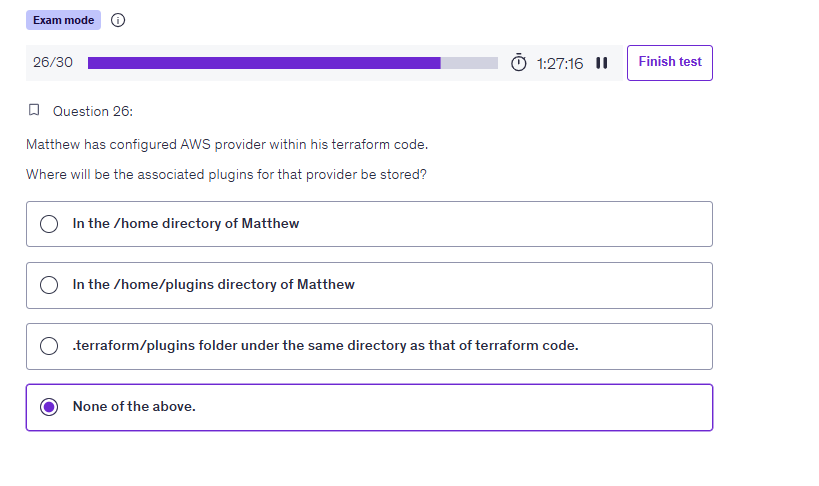 Exam mode
26/30
1:27:16
Finish test
Question 26:
Matthew has configured AWS provider within his terraform code.
Where will be the associated plugins for that provider be stored?
In the /home directory of Matthew
In the /home/plugins directory of Matthew
.terraform/plugins folder under the same directory as that of terraform code.
None of the above.